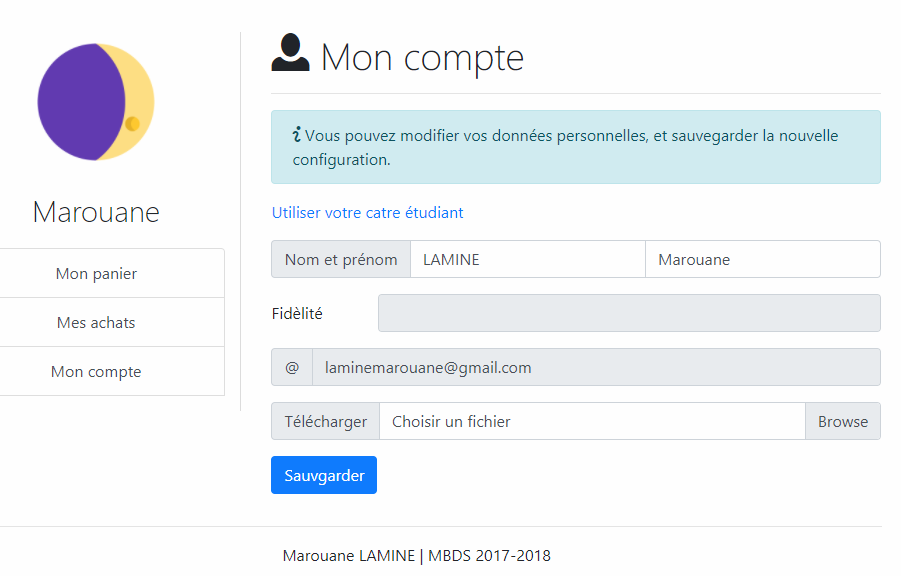 Mon compte
Vous pouvez modifier vos données personnelles, et sauvegarder la nouvelle
configuration.
Marouane
Mon panier
Mes achats
Mon compte
Utiliser votre catre étudiant
Nom et prénom LAMINE Marouane
Fidèlité
@ laminemarouane@gmail.com
Télécharger Choisir un fichier Browse
Sauvgarder
Marouane LAMINE | MBDS 2017-2018